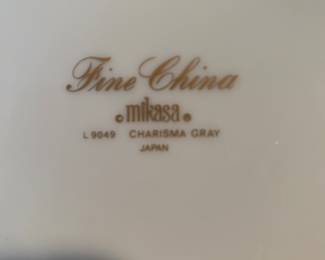 Fine China
© mikasa ®
L 9049 CHARISMA GRAY
JAPAN